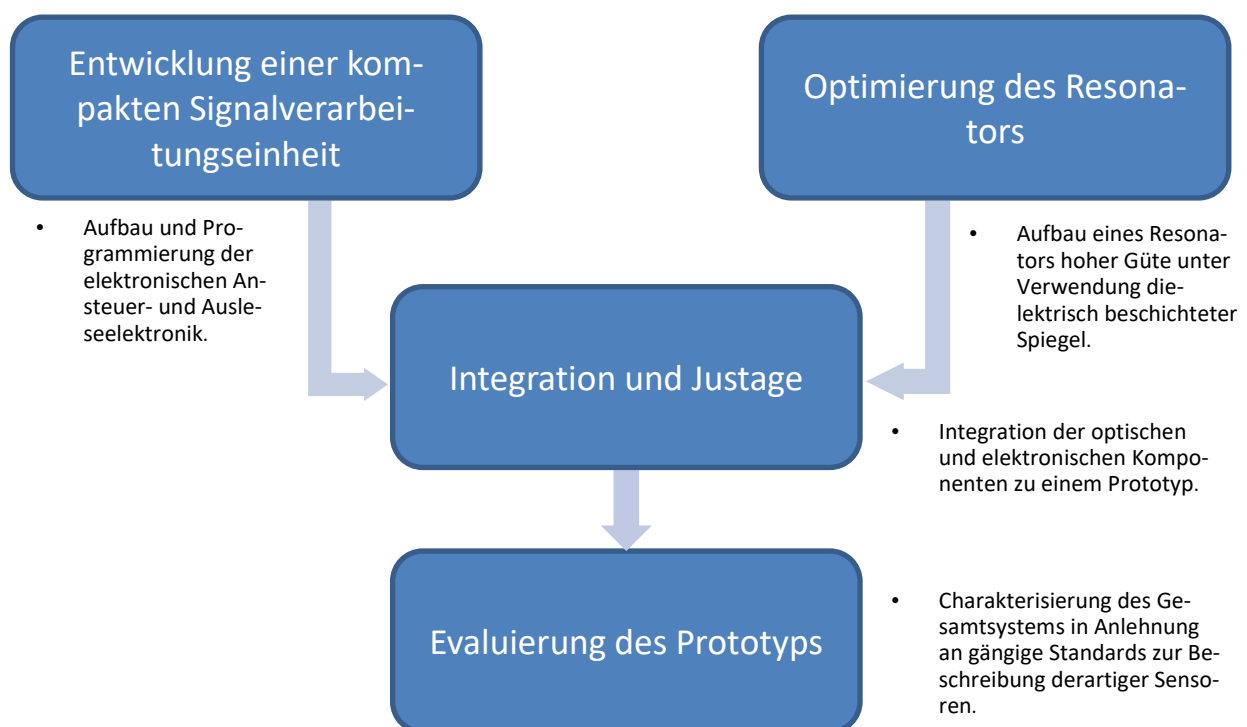 Entwicklung einer kom-
pakten Signalverarbei-
tungseinheit
Optimierung des Resona-
tors
• Aufbau und Pro-
grammierung der
elektronischen An-
steuer- und Ausle-
seelektronik.
• Aufbau eines Resona-
tors hoher Güte unter
Verwendung die-
lektrisch beschichteter
Spiegel.
Integration und Justage
• Integration der optischen
und elektronischen Kompo-
nenten zu einem Prototyp.
Evaluierung des Prototyps
• Charakterisierung des Ge-
samtsystems in Anlehnung
an gängige Standards zur Be-
schreibung derartiger Senso-
ren.